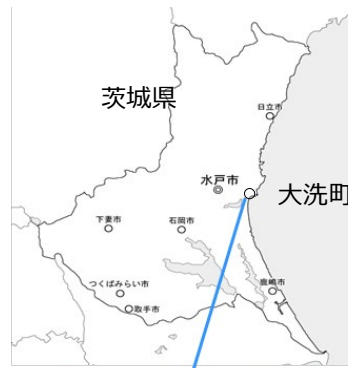 茨城県
日立市
水戸市
大洗町
下妻市
石岡市
つくばみらい市
鹿嶋市
取手市